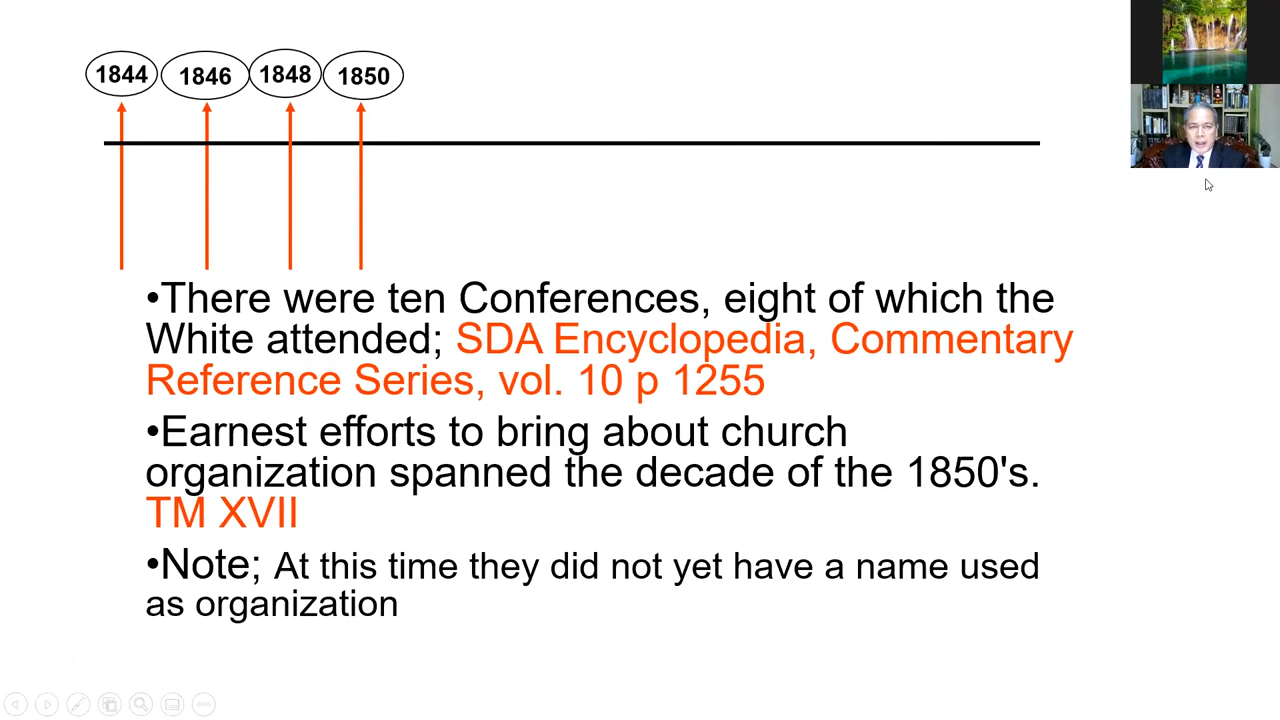 1844 1846 1848 1850
•There were ten Conferences, eight of which the
White attended; SDA Encyclopedia, Commentary
Reference Series, vol. 10 p 1255
•Earnest efforts to bring about church
organization spanned the decade of the 1850's.
TM XVII
•Note; At this time they did not yet have a name used
as organization